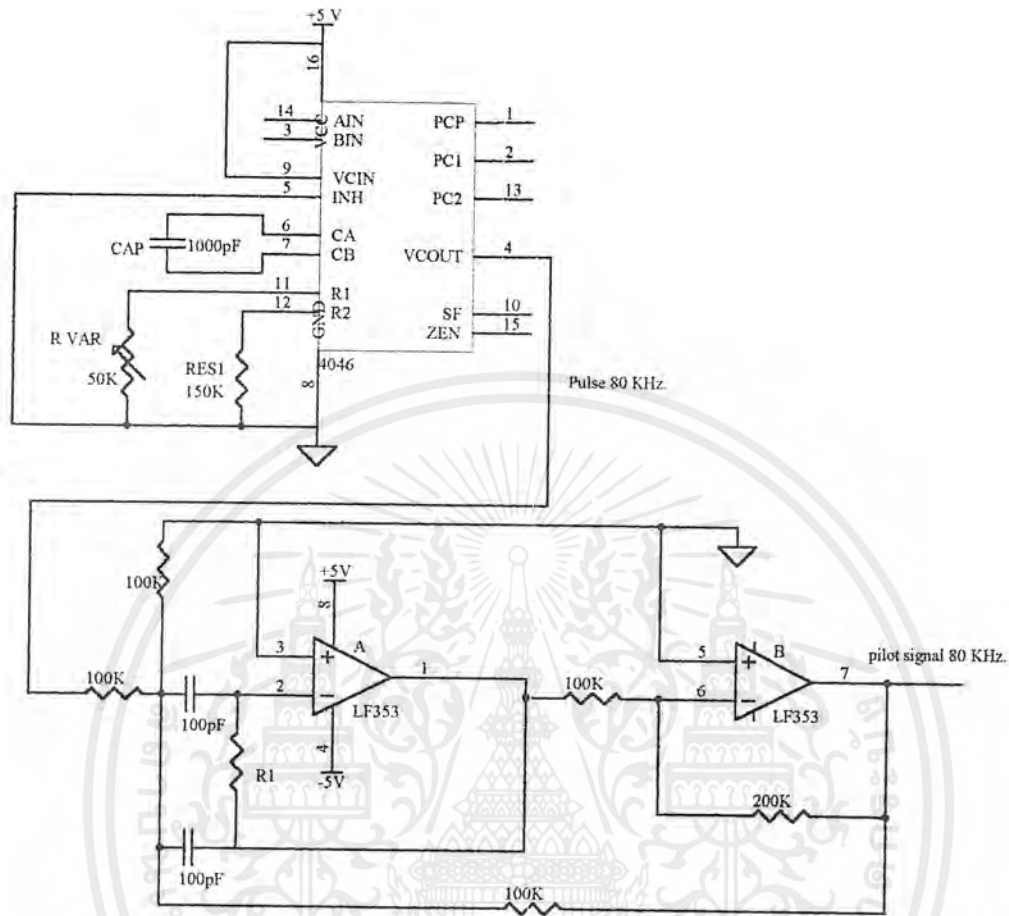 +5 V
16
14 AIN
3 BIN
VCC
9 VCIN
5 INH
6 CA
7 CB
11 R1
12 R2
GND
8
4046
PCP 1
PC1 2
PC2 13
VCOUT 4
SF 10
ZEN 15
CAP 1000pF
R VAR
50K
RES1
150K
Pulse 80 KHz.
100K
+5V
8
3
A
1
2
LF353
4
-5V
100K
100pF
R1
100pF
100K
5
B
7
6
LF353
pilot signal 80 KHz.
200K
100K